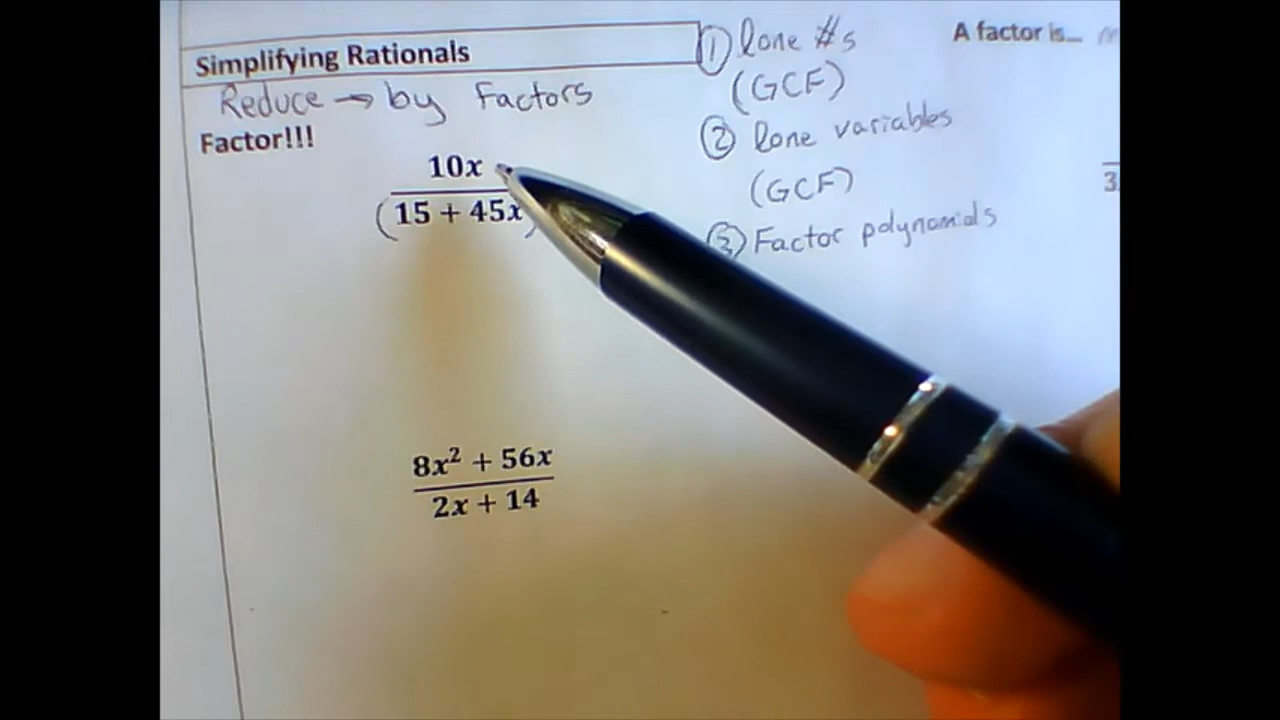 Simplifying Rationals
Reduce → by Factors
Factor!!!
10x
(15 + 45x)
8x² + 56x
2x + 14
① lone #s
(GCF)
② lone variables
(GCF)
③ Factor polynomials
A factor is...
3